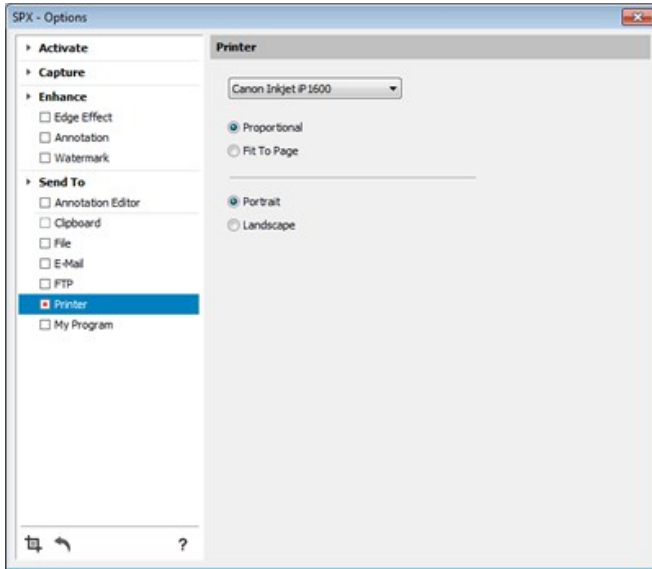 SPX - Options
Activate
Capture
Enhance
Edge Effect
Annotation
Watermark
Send To
Annotation Editor
Clipboard
File
E-Mail
FTP
Printer
My Program
?
Printer
Canon Inkjet iP1600
Proportional
Fit To Page
Portrait
Landscape